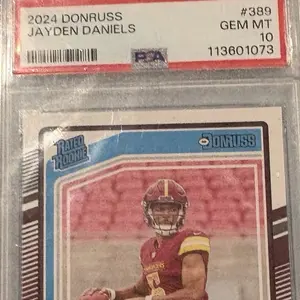 2024 DONRUSS #389
JAYDEN DANIELS GEM MT
10
PSA 113601073
RATED
ROOKIE
DONRUSS